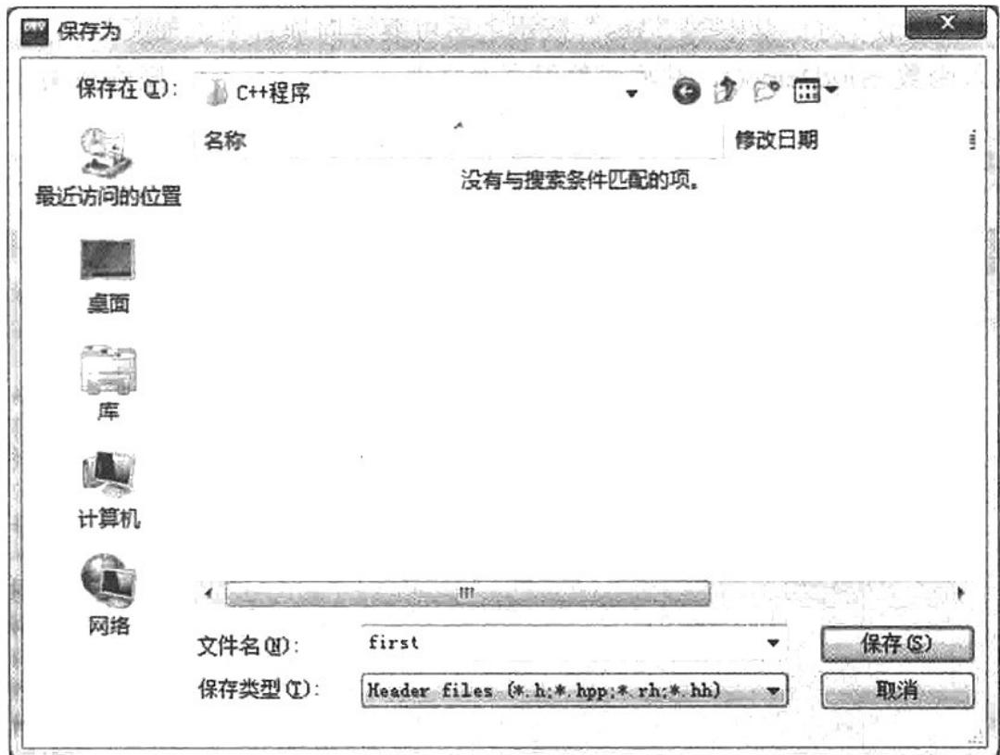 保存为
保存在(I):
C++程序
名称
修改日期
没有与搜索条件匹配的项。
最近访问的位置
桌面
库
计算机
网络
文件名(N):
first
保存(S)
保存类型(T):
Header files (*.h;*.hpp;*.rh;*.hh)
取消